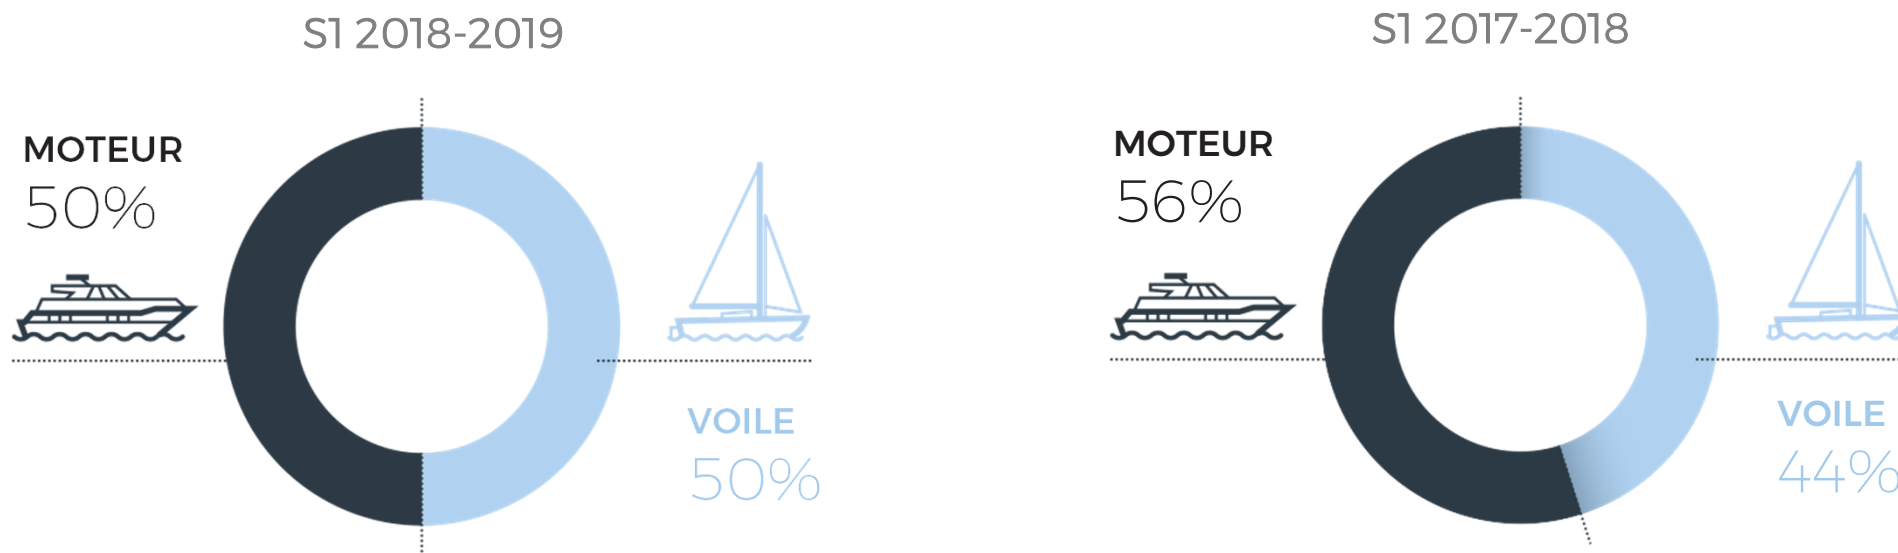 S1 2018-2019
MOTEUR
50%
VOILE
50%
S1 2017-2018
MOTEUR
56%
VOILE
44%